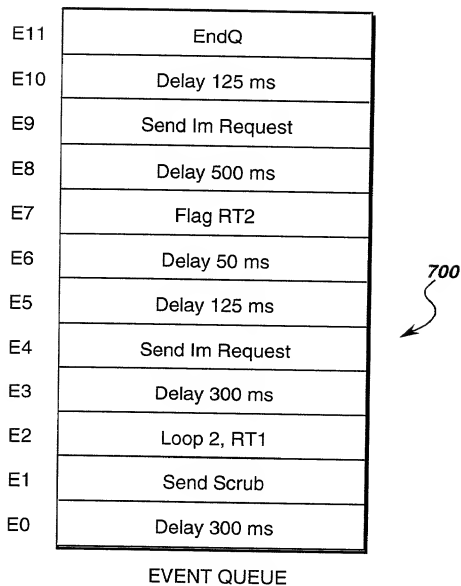 E11 EndQ
E10 Delay 125 ms
E9 Send Im Request
E8 Delay 500 ms
E7 Flag RT2
E6 Delay 50 ms
E5 Delay 125 ms
E4 Send Im Request
E3 Delay 300 ms
E2 Loop 2, RT1
E1 Send Scrub
E0 Delay 300 ms
700
EVENT QUEUE